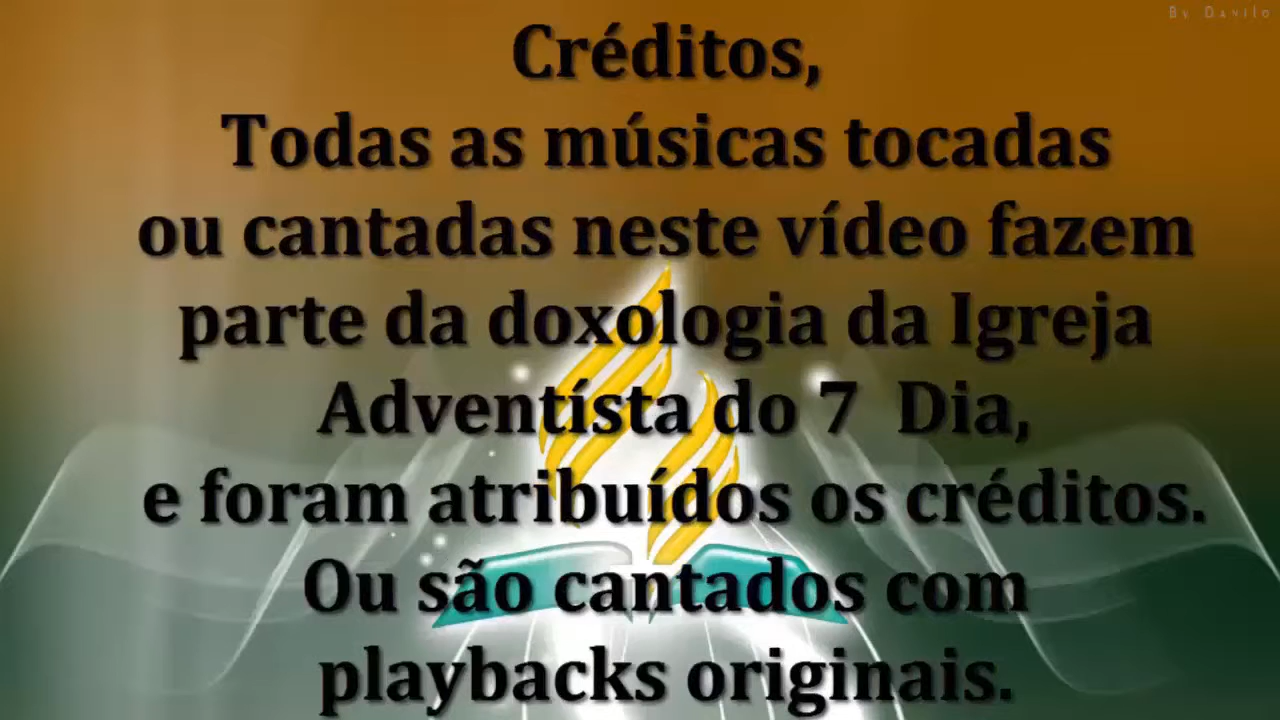 By Danilo
Créditos,
Todas as músicas tocadas
ou cantadas neste vídeo fazem
parte da doxologia da Igreja
Adventísta do 7 Dia,
e foram atribuídos os créditos.
Ou são cantados com
playbacks originais.